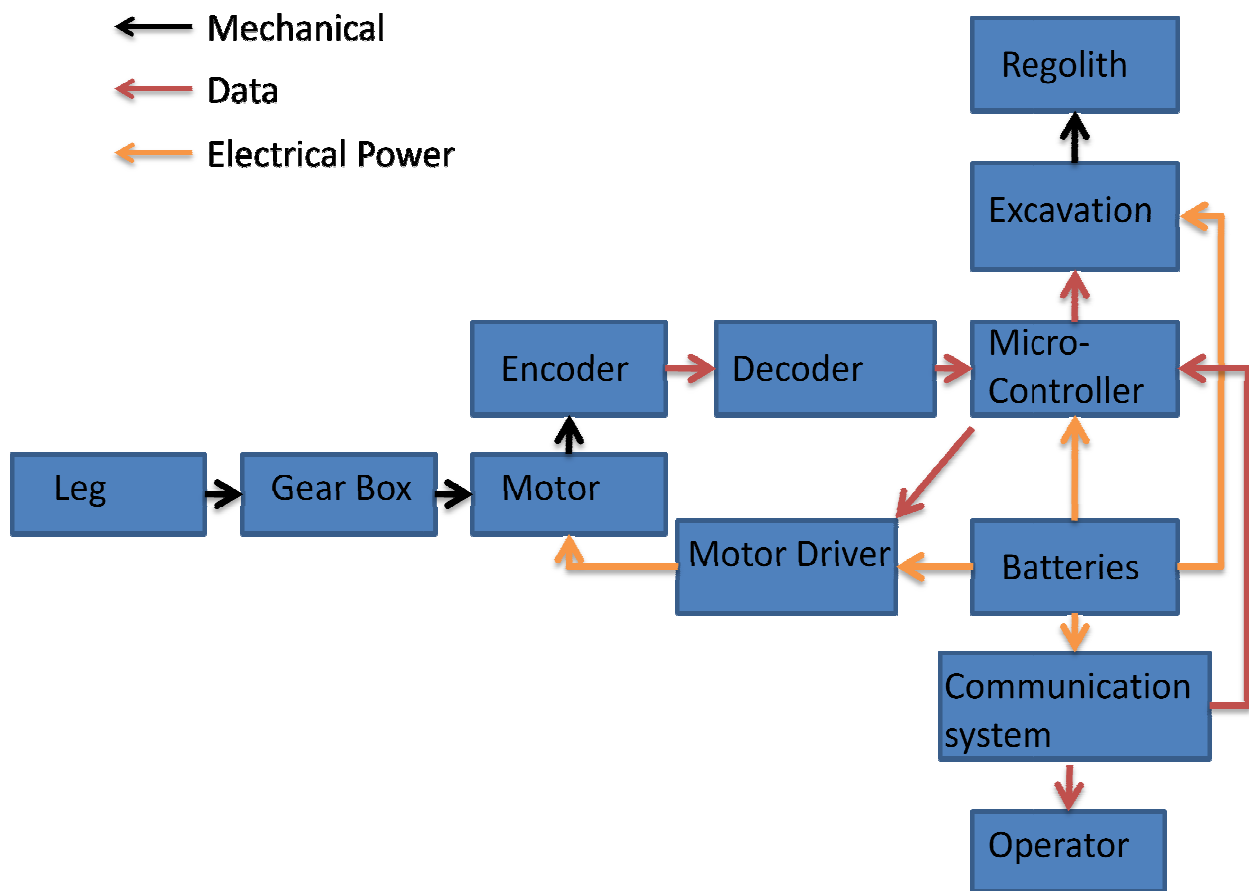 Mechanical
Data
Electrical Power
Regolith
Excavation
Encoder
Decoder
Micro-
Controller
Leg
Gear Box
Motor
Motor Driver
Batteries
Communication
system
Operator